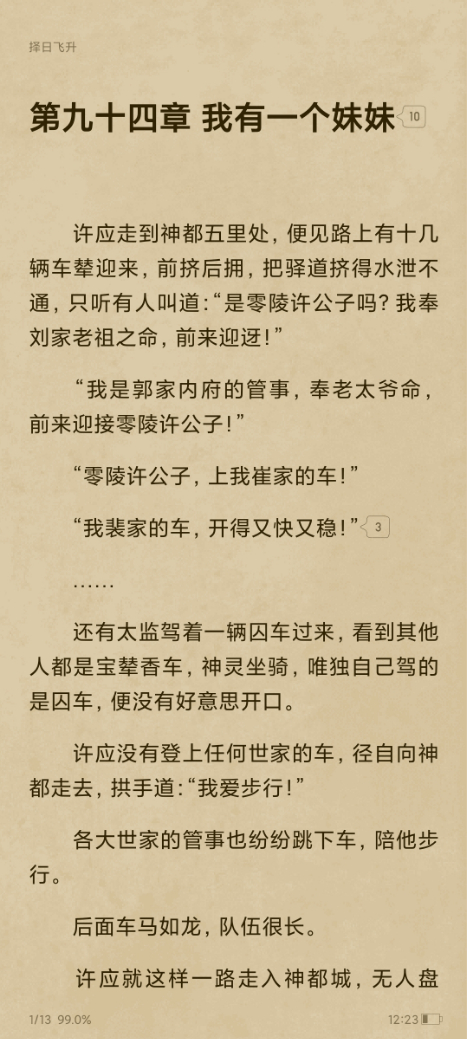 择日飞升
第九十四章 我有一个妹妹 10
许应走到神都五里处，便见路上有十几
辆车辇迎来，前挤后拥，把驿道挤得水泄不
通，只听有人叫道：“是零陵许公子吗？我奉
刘家老祖之命，前来迎迓！”
“我是郭家内府的管事，奉老太爷命，
前来迎接零陵许公子！”
“零陵许公子，上我崔家的车！”
“我裴家的车，开得又快又稳！” 3
……
还有太监驾着一辆囚车过来，看到其他
人都是宝辇香车，神灵坐骑，唯独自己驾的
是囚车，便没有好意思开口。
许应没有登上任何世家的车，径自向神
都走去，拱手道：“我爱步行！”
各大世家的管事也纷纷跳下车，陪他步
行。
后面车马如龙，队伍很长。
许应就这样一路走入神都城，无人盘
1/13 99.0%
12:23